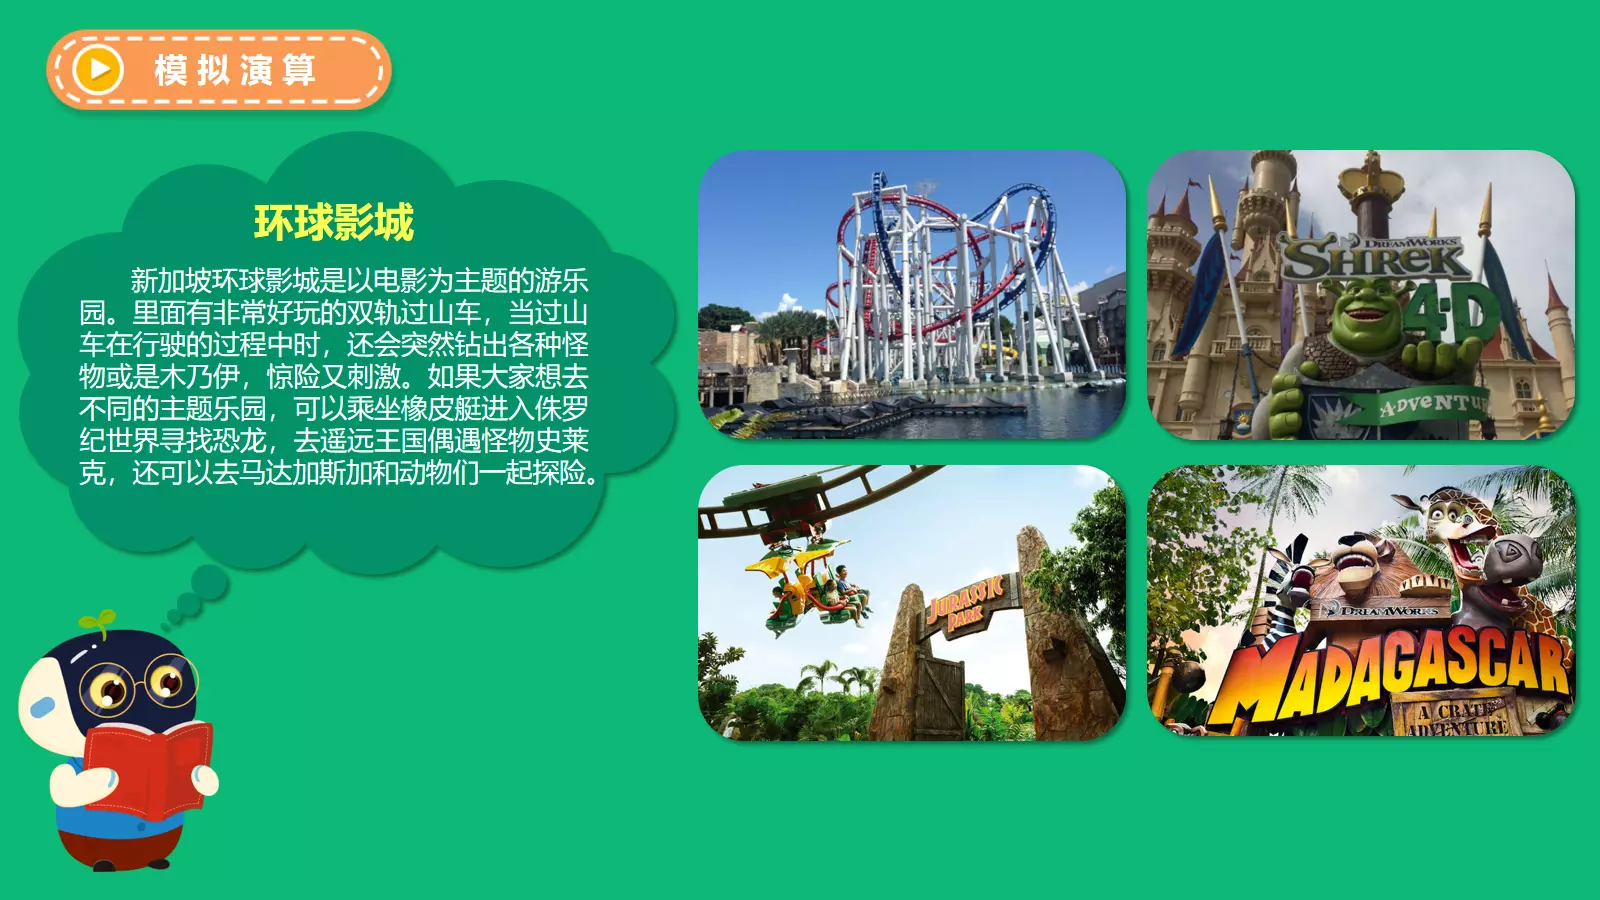 模拟演算
环球影城
新加坡环球影城是以电影为主题的游乐
园。里面有非常好玩的双轨过山车，当过山
车在行驶的过程中时，还会突然钻出各种怪
物或是木乃伊，惊险又刺激。如果大家想去
不同的主题乐园，可以乘坐橡皮艇进入侏罗
纪世界寻找恐龙，去遥远王国偶遇怪物史莱
克，还可以去马达加斯加和动物们一起探险。
DREAMWORKS
SHREK
4-D
ADVENTU
JURASSIC
PARK
DREAMWORKS
MADAGASCAR
A CRATE
ADVENTURE